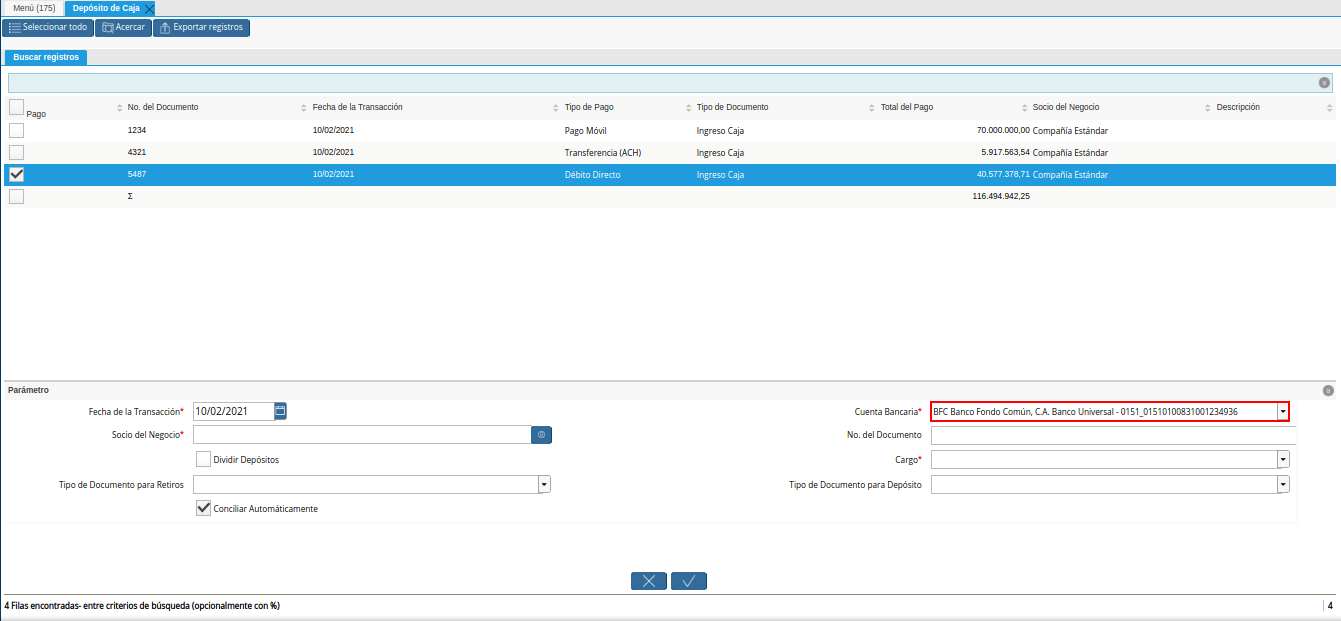 Menú (175) Depósito de Caja
Seleccionar todo Acercar Exportar registros
Buscar registros
Pago No. del Documento Fecha de la Transacción Tipo de Pago Tipo de Documento Total del Pago Socio del Negocio Descripción
1234 10/02/2021 Pago Móvil Ingreso Caja 70.000.000,00 Compañía Estándar
4321 10/02/2021 Transferencia (ACH) Ingreso Caja 5.917.563,54 Compañía Estándar
5487 10/02/2021 Débito Directo Ingreso Caja 40.577.378,71 Compañía Estándar
Σ 116.494.942,25
Parámetro
Fecha de la Transacción* 10/02/2021 Cuenta Bancaria* BFC Banco Fondo Común, C.A. Banco Universal - 0151_01510100831001234936
Socio del Negocio* No. del Documento
Dividir Depósitos Cargo*
Tipo de Documento para Retiros Tipo de Documento para Depósito
Conciliar Automáticamente
4 Filas encontradas- entre criterios de búsqueda (opcionalmente con %) 4